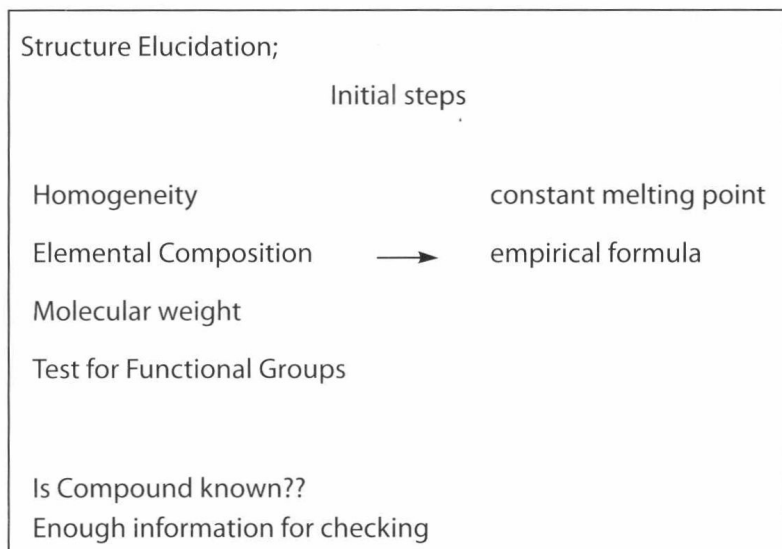 Structure Elucidation;
Initial steps
Homogeneity constant melting point
Elemental Composition → empirical formula
Molecular weight
Test for Functional Groups
Is Compound known??
Enough information for checking